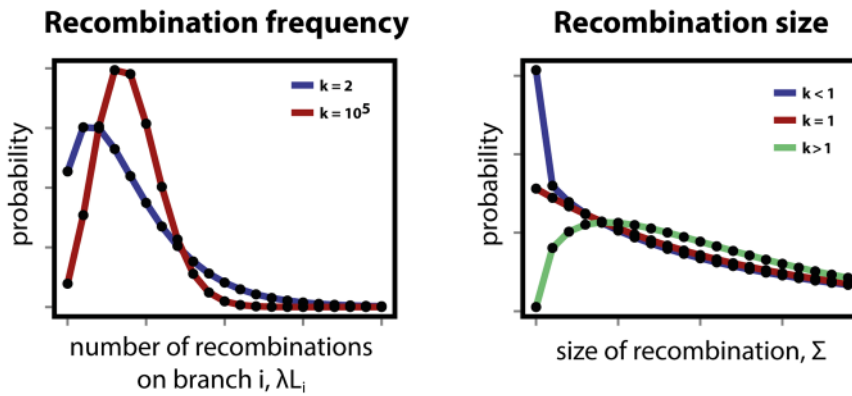 Recombination frequency
probability
k = 2
k = 10⁵
number of recombinations
on branch i, λLᵢ
Recombination size
probability
k < 1
k = 1
k > 1
size of recombination, Σ